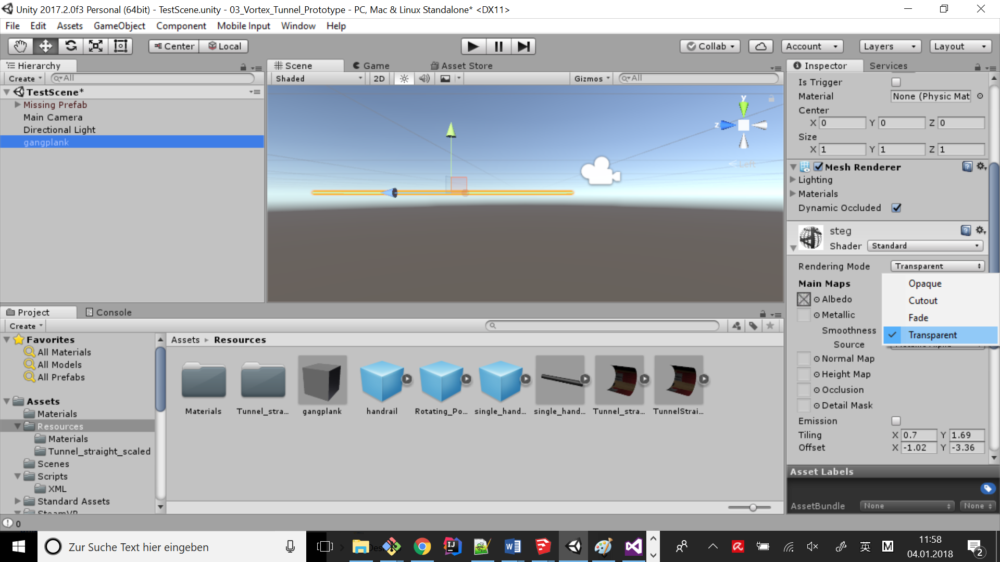 Unity 2017.2.0f3 Personal (64bit) - TestScene.unity - 03_Vortex_Tunnel_Prototype - PC, Mac & Linux Standalone* <DX11>
File Edit Assets GameObject Component Mobile Input Window Help
Center Local Collab Account Layers Layout
Hierarchy
Create All
TestScene*
Missing Prefab
Main Camera
Directional Light
gangplank
Scene Game Asset Store
Shaded 2D Gizmos All
y
z
Left
Inspector Services
Is Trigger
Material None (Physic Mat
Center
X 0 Y 0 Z 0
Size
X 1 Y 1 Z 1
Mesh Renderer
Lighting
Materials
Dynamic Occluded
steg
Shader Standard
Rendering Mode Transparent
Opaque
Cutout
Fade
Transparent
Main Maps
Albedo
Metallic
Smoothness
Source
Normal Map
Height Map
Occlusion
Detail Mask
Emission
Tiling X 0.7 Y 1.69
Offset X -1.02 Y -3.36
Asset Labels
AssetBundle None None
Project Console
Create
Favorites
All Materials
All Models
All Prefabs
Assets
Materials
Resources
Materials
Tunnel_straight_scaled
Scenes
Scripts
XML
Standard Assets
SteamVR
Assets Resources
Materials Tunnel_stra... gangplank handrail Rotating_Po... single_hand... single_hand... Tunnel_stra... TunnelStrai...
0
Zur Suche Text hier eingeben
英 M
11:58
04.01.2018
2